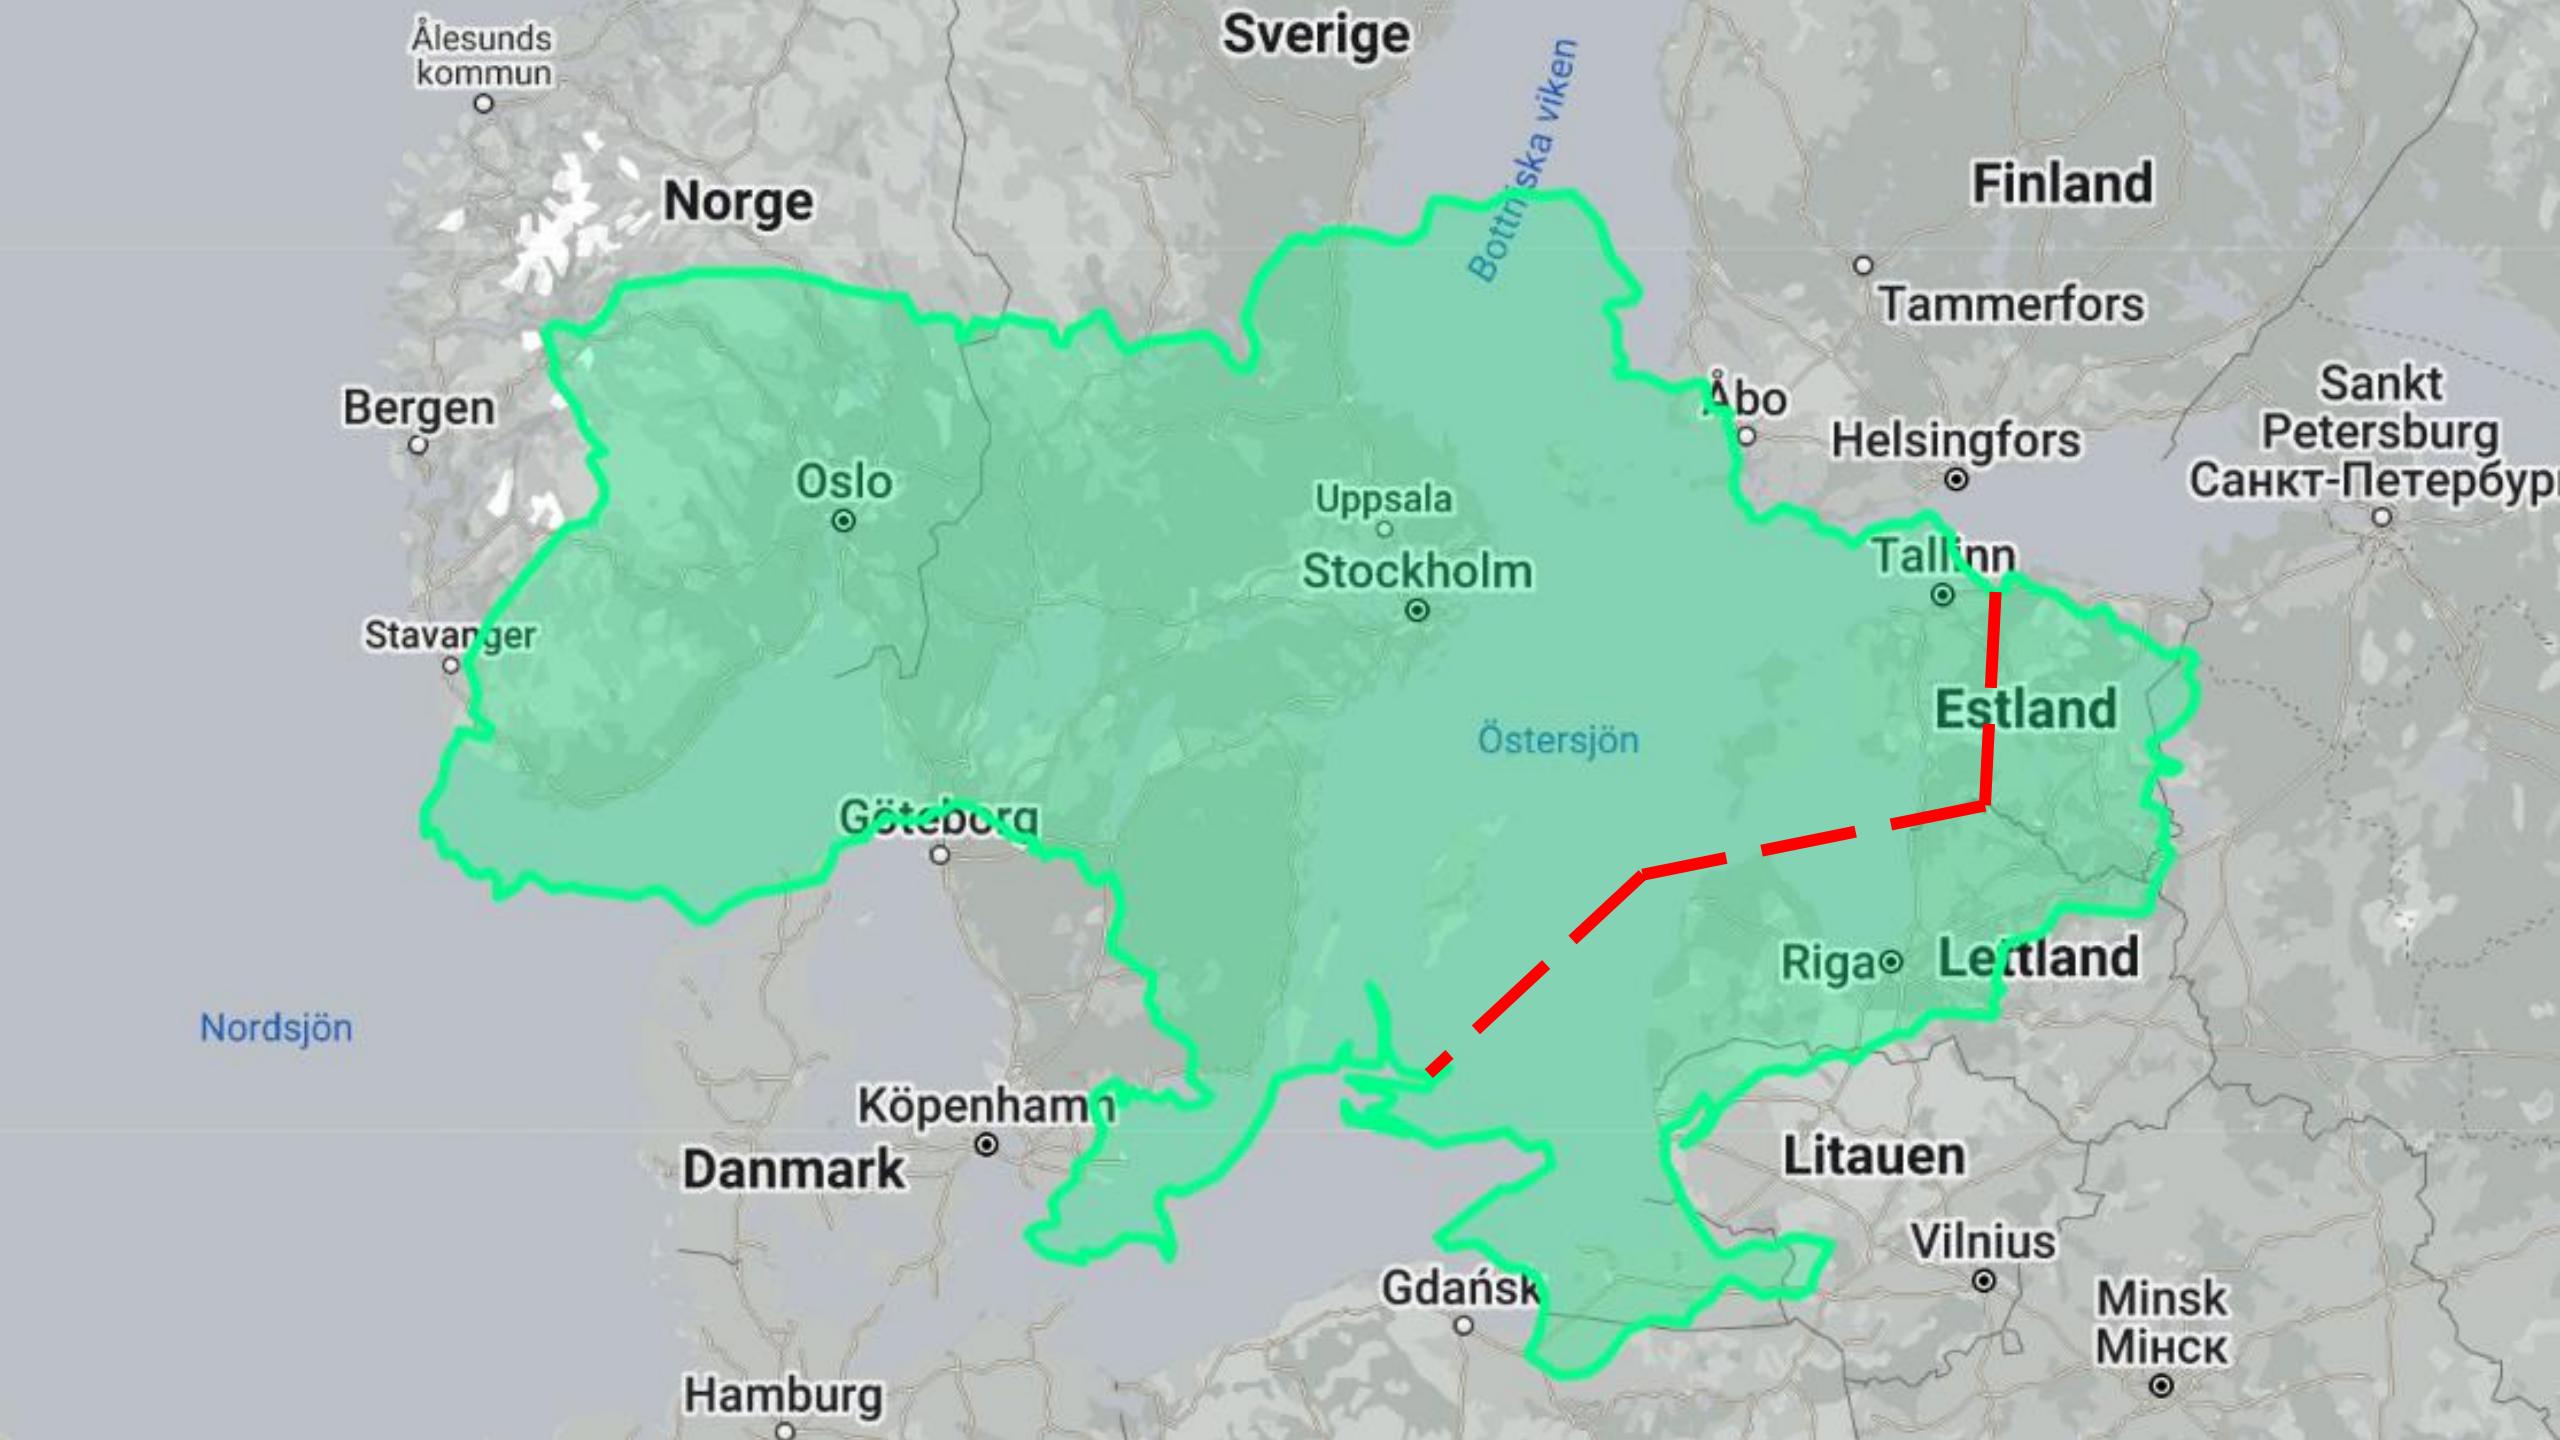 Ålesunds
kommun
Sverige
Bottniska viken
Finland
Norge
Tammerfors
Bergen
Åbo
Helsingfors
Sankt
Petersburg
Санкт-Петербур
Oslo
Uppsala
Stockholm
Tallinn
Stavanger
Estland
Östersjön
Göteborg
Riga
Lettland
Nordsjön
Köpenhamn
Danmark
Litauen
Vilnius
Gdańsk
Minsk
Мінск
Hamburg